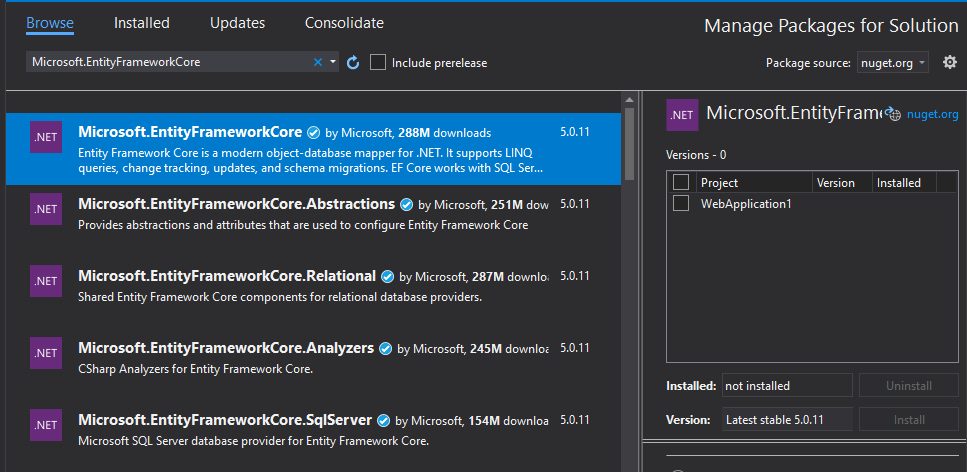 Browse Installed Updates Consolidate Manage Packages for Solution
Microsoft.EntityFrameworkCore Include prerelease Package source: nuget.org
.NET Microsoft.EntityFrameworkCore by Microsoft, 288M downloads 5.0.11
Entity Framework Core is a modern object-database mapper for .NET. It supports LINQ
queries, change tracking, updates, and schema migrations. EF Core works with SQL Ser...
.NET Microsoft.EntityFrameworkCore.Abstractions by Microsoft, 251M dow 5.0.11
Provides abstractions and attributes that are used to configure Entity Framework Core
.NET Microsoft.EntityFrameworkCore.Relational by Microsoft, 287M downlo 5.0.11
Shared Entity Framework Core components for relational database providers.
.NET Microsoft.EntityFrameworkCore.Analyzers by Microsoft, 245M downloa 5.0.11
CSharp Analyzers for Entity Framework Core.
.NET Microsoft.EntityFrameworkCore.SqlServer by Microsoft, 154M downloa 5.0.11
Microsoft SQL Server database provider for Entity Framework Core.
.NET Microsoft.EntityFram nuget.org
Versions - 0
Project Version Installed
WebApplication1
Installed: not installed Uninstall
Version: Latest stable 5.0.11 Install